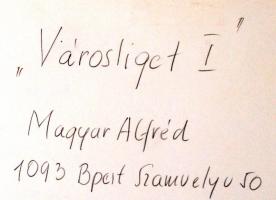 „Városliget I"
Magyar Alfréd
1093 Bpest Szamuely u 50